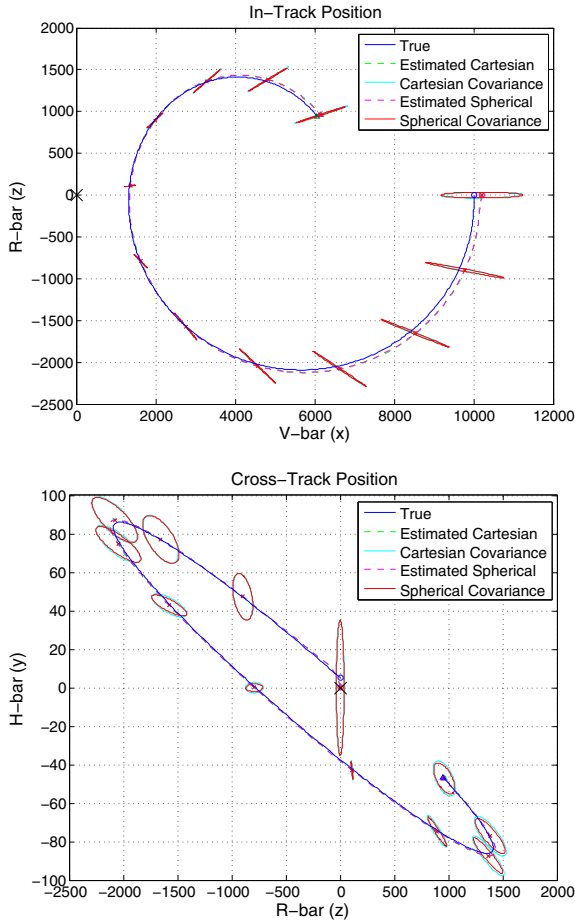 In−Track Position
2000
1500
1000
500
0
−500
−1000
−1500
−2000
−2500
R−bar (z)
0
2000
4000
6000
8000
10000
12000
V−bar (x)
True
Estimated Cartesian
Cartesian Covariance
Estimated Spherical
Spherical Covariance
Cross−Track Position
100
80
60
40
20
0
−20
−40
−60
−80
−100
H−bar (y)
−2500
−2000
−1500
−1000
−500
0
500
1000
1500
2000
R−bar (z)
True
Estimated Cartesian
Cartesian Covariance
Estimated Spherical
Spherical Covariance